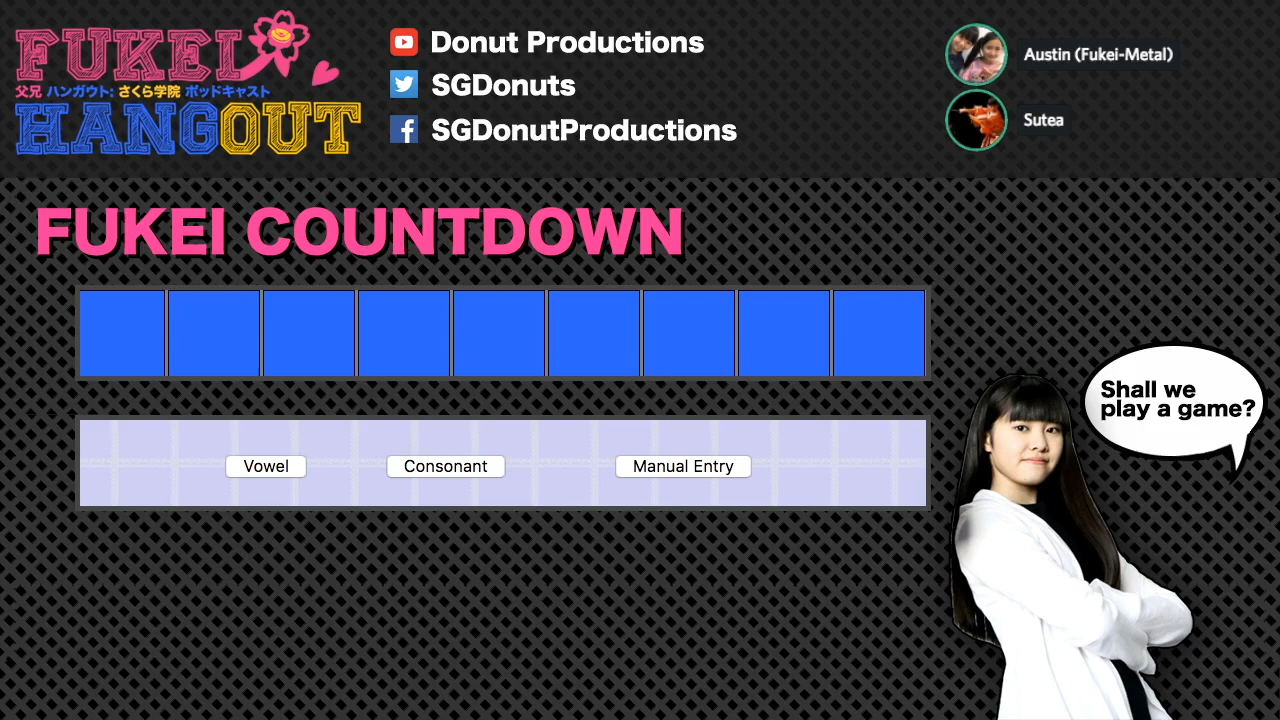 FUKEI
父兄 ハンガウト: さくら学院 ポッドキャスト
HANGOUT
Donut Productions
SGDonuts
SGDonutProductions
Austin (Fukei-Metal)
Sutea
FUKEI COUNTDOWN
Shall we
play a game?
Vowel
Consonant
Manual Entry